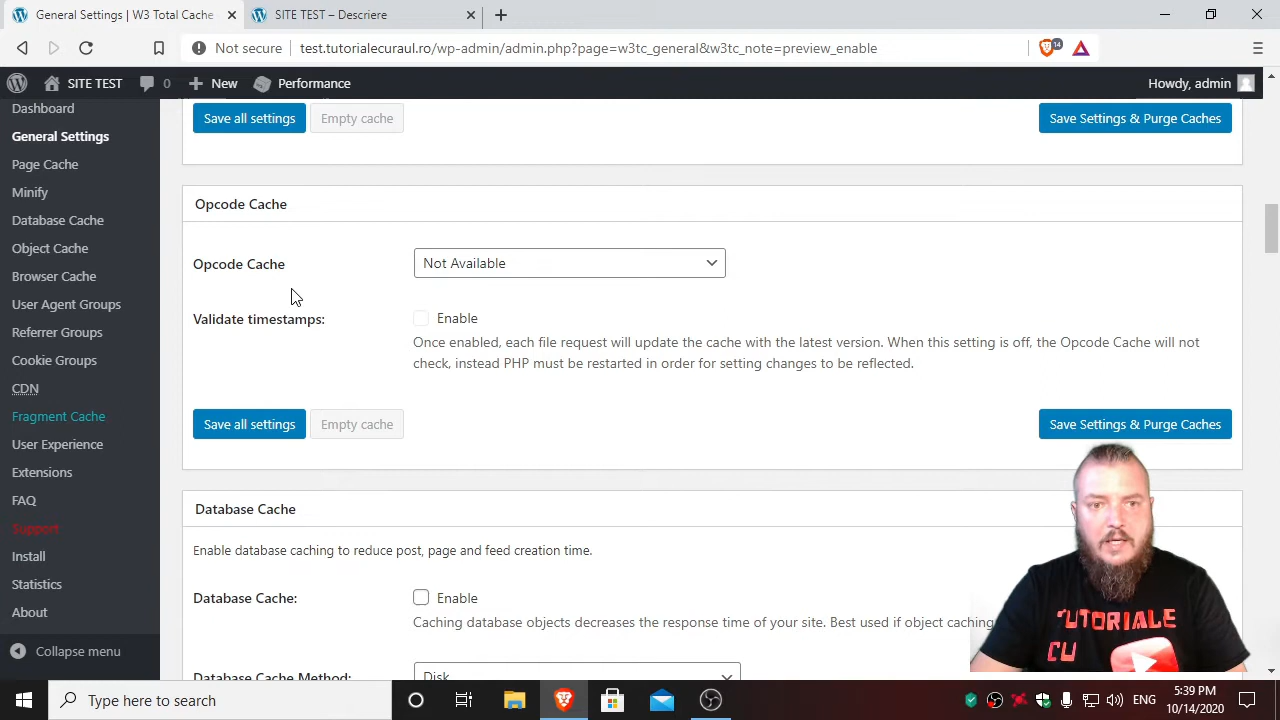 General Settings | W3 Total Cache
SITE TEST – Descriere
Not secure
test.tutorialeuraul.ro/wp-admin/admin.php?page=w3tc_general&w3tc_note=preview_enable
14
SITE TEST
0
New
Performance
Howdy, admin
Dashboard
General Settings
Page Cache
Minify
Database Cache
Object Cache
Browser Cache
User Agent Groups
Referrer Groups
Cookie Groups
CDN
Fragment Cache
User Experience
Extensions
FAQ
Support
Install
Statistics
About
Collapse menu
Save all settings
Empty cache
Save Settings & Purge Caches
Opcode Cache
Opcode Cache
Not Available
Validate timestamps:
Enable
Once enabled, each file request will update the cache with the latest version. When this setting is off, the Opcode Cache will not
check, instead PHP must be restarted in order for setting changes to be reflected.
Save all settings
Empty cache
Save Settings & Purge Caches
Database Cache
Enable database caching to reduce post, page and feed creation time.
Database Cache:
Enable
Caching database objects decreases the response time of your site. Best used if object caching
Database Cache Method:
Disk
TUTORIALE
CU
Type here to search
ENG
5:39 PM
10/14/2020